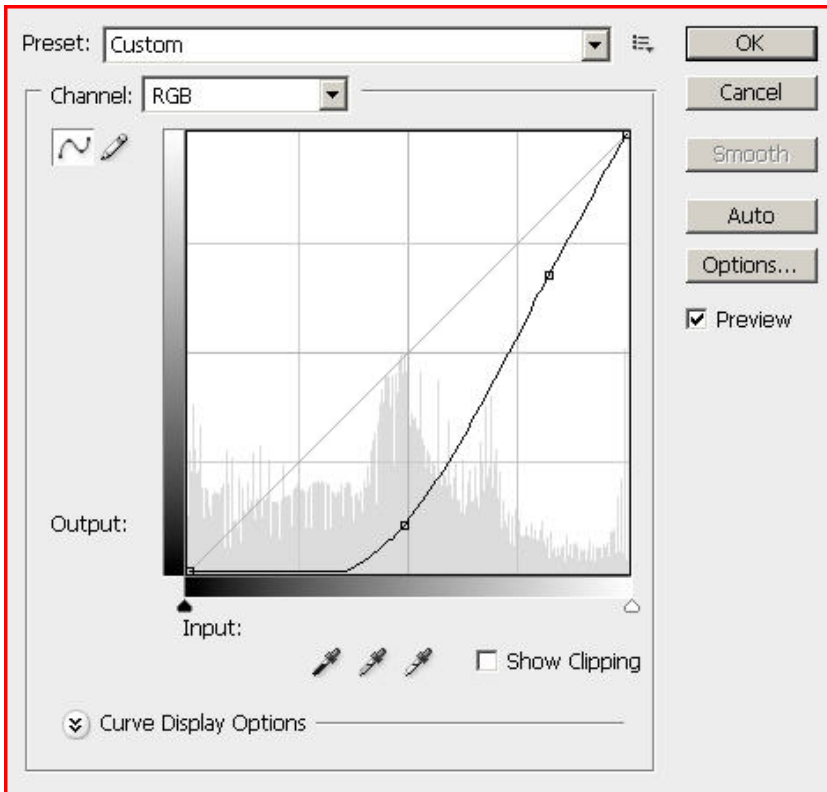 Preset: Custom
OK
Channel: RGB
Cancel
Smooth
Auto
Options...
Preview
Output:
Input:
Show Clipping
Curve Display Options